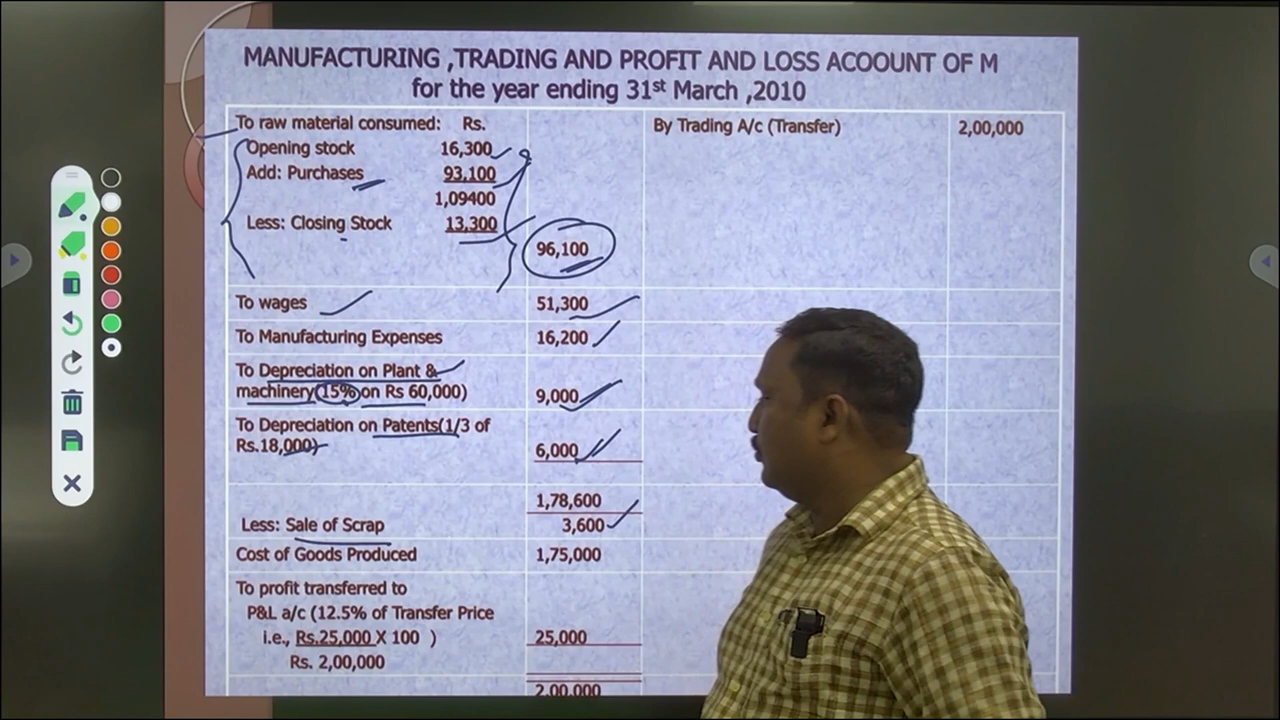 MANUFACTURING ,TRADING AND PROFIT AND LOSS ACOOUNT OF M
for the year ending 31st March ,2010
To raw material consumed: Rs.
By Trading A/c (Transfer) 2,00,000
Opening stock 16,300
Add: Purchases 93,100
1,09400
Less: Closing Stock 13,300
96,100
To wages 51,300
To Manufacturing Expenses 16,200
To Depreciation on Plant &
machinery(15% on Rs 60,000) 9,000
To Depreciation on Patents(1/3 of
Rs.18,000) 6,000
1,78,600
Less: Sale of Scrap 3,600
Cost of Goods Produced 1,75,000
To profit transferred to
P&L a/c (12.5% of Transfer Price
i.e., Rs.25,000 X 100 ) 25,000
Rs. 2,00,000
2,00,000